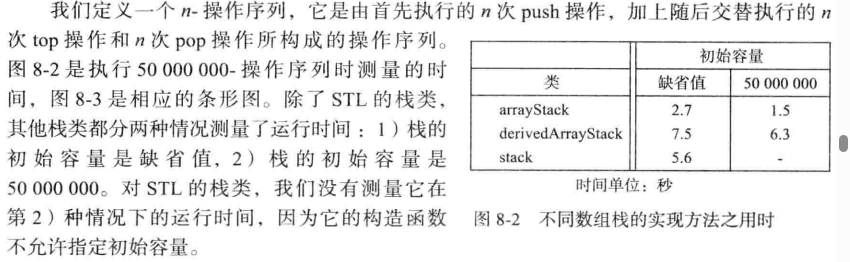 我们定义一个 n- 操作序列，它是由首先执行的 n 次 push 操作，加上随后交替执行的 n
次 top 操作和 n 次 pop 操作所构成的操作序列。
图 8-2 是执行 50 000 000- 操作序列时测量的时
间，图 8-3 是相应的条形图。除了 STL 的栈类，
其他栈类都分两种情况测量了运行时间：1）栈的
初始容量是缺省值，2）栈的初始容量是
50 000 000。对 STL 的栈类，我们没有测量它在
第 2）种情况下的运行时间，因为它的构造函数
不允许指定初始容量。
初始容量
类 缺省值 50 000 000
arrayStack 2.7 1.5
derivedArrayStack 7.5 6.3
stack 5.6 -
时间单位：秒
图 8-2 不同数组栈的实现方法之用时